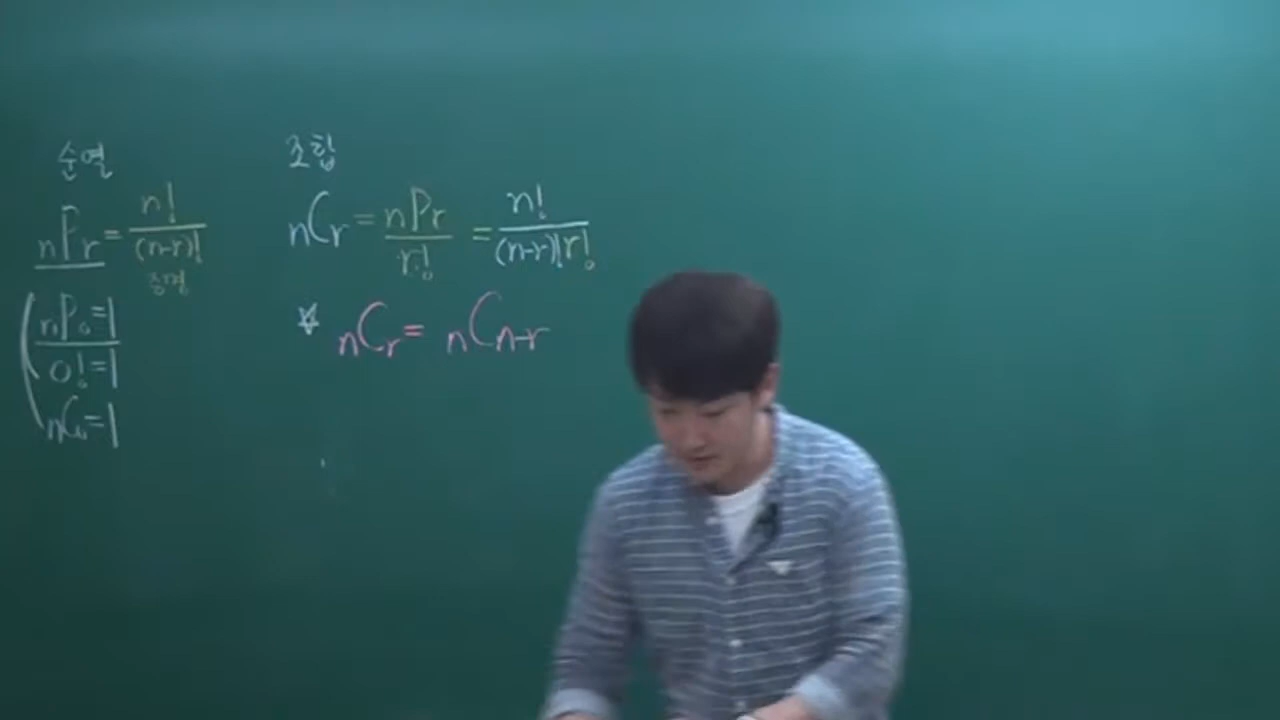 순열
nPr = n! / (n-r)!
증명
nP₀=1
0!=1
nC₀=1
조합
nCr = nPr / r! = n! / (n-r)!r!
☆ nCr = nCn-r